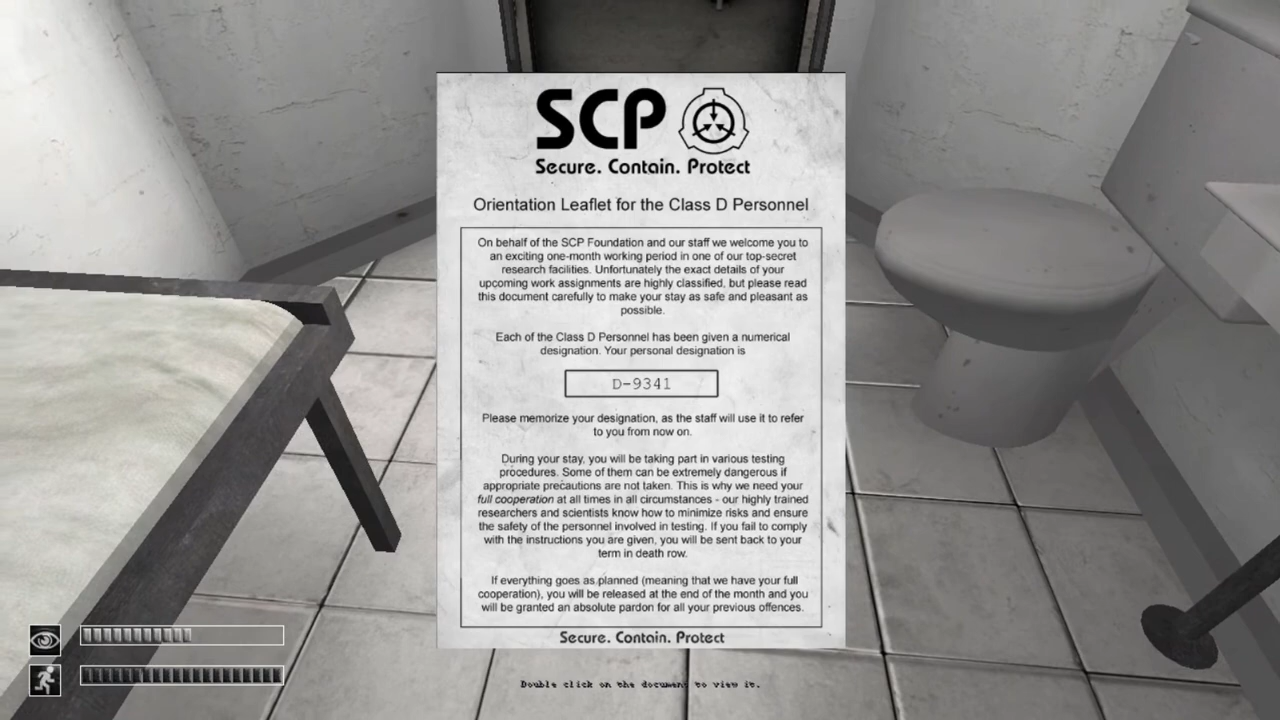 SCP
Secure. Contain. Protect
Orientation Leaflet for the Class D Personnel
On behalf of the SCP Foundation and our staff we welcome you to
an exciting one-month working period in one of our top-secret
research facilities. Unfortunately the exact details of your
upcoming work assignments are highly classified, but please read
this document carefully to make your stay as safe and pleasant as
possible.
Each of the Class D Personnel has been given a numerical
designation. Your personal designation is
D-9341
Please memorize your designation, as the staff will use it to refer
to you from now on.
During your stay, you will be taking part in various testing
procedures. Some of them can be extremely dangerous if
appropriate precautions are not taken. This is why we need your
full cooperation at all times in all circumstances - our highly trained
researchers and scientists know how to minimize risks and ensure
the safety of the personnel involved in testing. If you fail to comply
with the instructions you are given, you will be sent back to your
term in death row.
If everything goes as planned (meaning that we have your full
cooperation), you will be released at the end of the month and you
will be granted an absolute pardon for all your previous offences.
Secure. Contain. Protect
Double click on the document to view it.